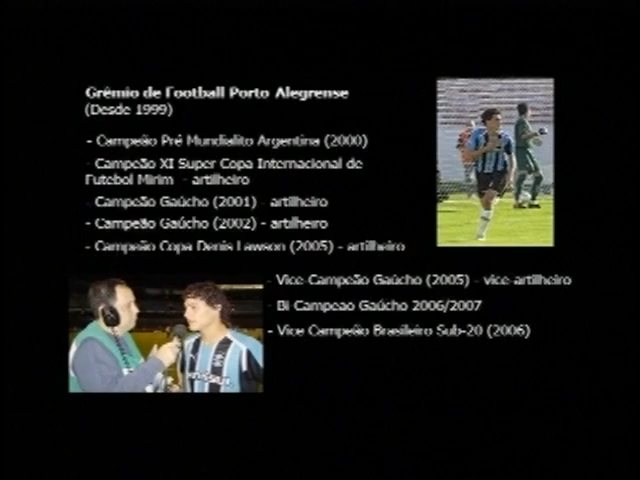 Grêmio de Football Porto Alegrense
(Desde 1999)
- Campeão Pré Mundialito Argentina (2000)
- Campeão XI Super Copa Internacional de
Futebol Mirim - artilheiro
- Campeão Gaúcho (2001) - artilheiro
- Campeão Gaúcho (2002) - artilheiro
- Campeão Copa Denis Lawson (2005) - artilheiro
- Vice-Campeão Gaúcho (2005) - vice-artilheiro
- Bi Campeao Gaúcho 2006/2007
- Vice Campeão Brasileiro Sub-20 (2006)